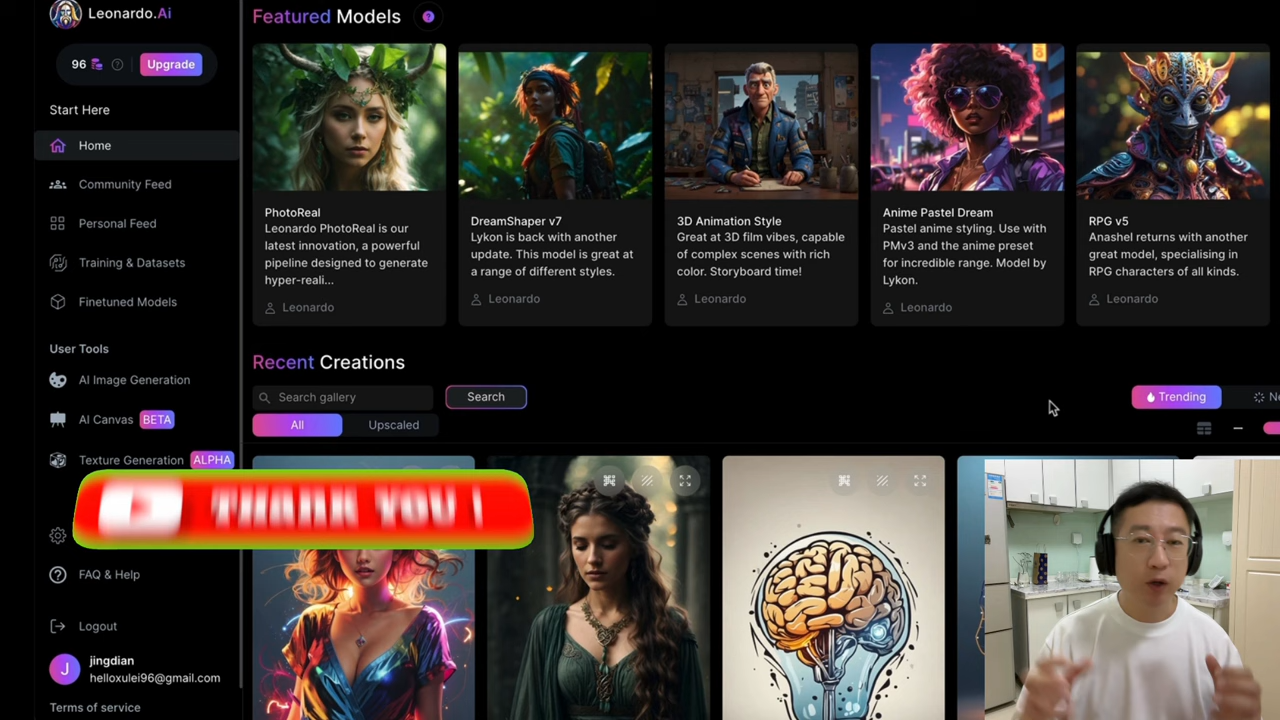 Leonardo.Ai
96
Upgrade
Start Here
Home
Community Feed
Personal Feed
Training & Datasets
Finetuned Models
User Tools
AI Image Generation
AI Canvas BETA
Texture Generation ALPHA
THANK YOU !
FAQ & Help
Logout
J
jingdian
helloxulei96@gmail.com
Terms of service
Featured Models ?
PhotoReal
Leonardo PhotoReal is our
latest innovation, a powerful
pipeline designed to generate
hyper-reali...
Leonardo
DreamShaper v7
Lykon is back with another
update. This model is great at
a range of different styles.
Leonardo
3D Animation Style
Great at 3D film vibes, capable
of complex scenes with rich
color. Storyboard time!
Leonardo
Anime Pastel Dream
Pastel anime styling. Use with
PMv3 and the anime preset
for incredible range. Model by
Lykon.
Leonardo
RPG v5
Anashel returns with another
great model, specialising in
RPG characters of all kinds.
Leonardo
Recent Creations
Search gallery
Search
Trending
Ne
All
Upscaled